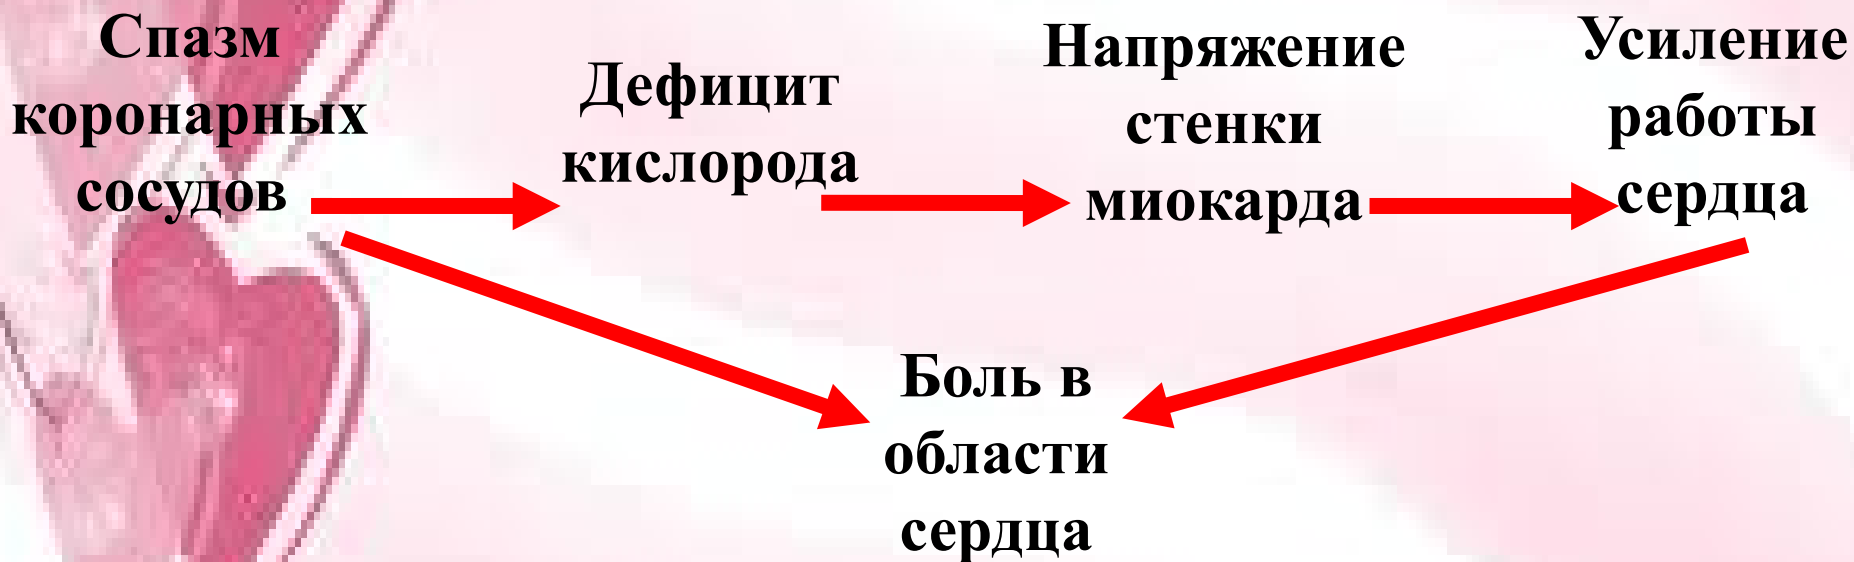 Спазм
коронарных
сосудов
Дефицит
кислорода
Напряжение
стенки
миокарда
Усиление
работы
сердца
Боль в
области
сердца